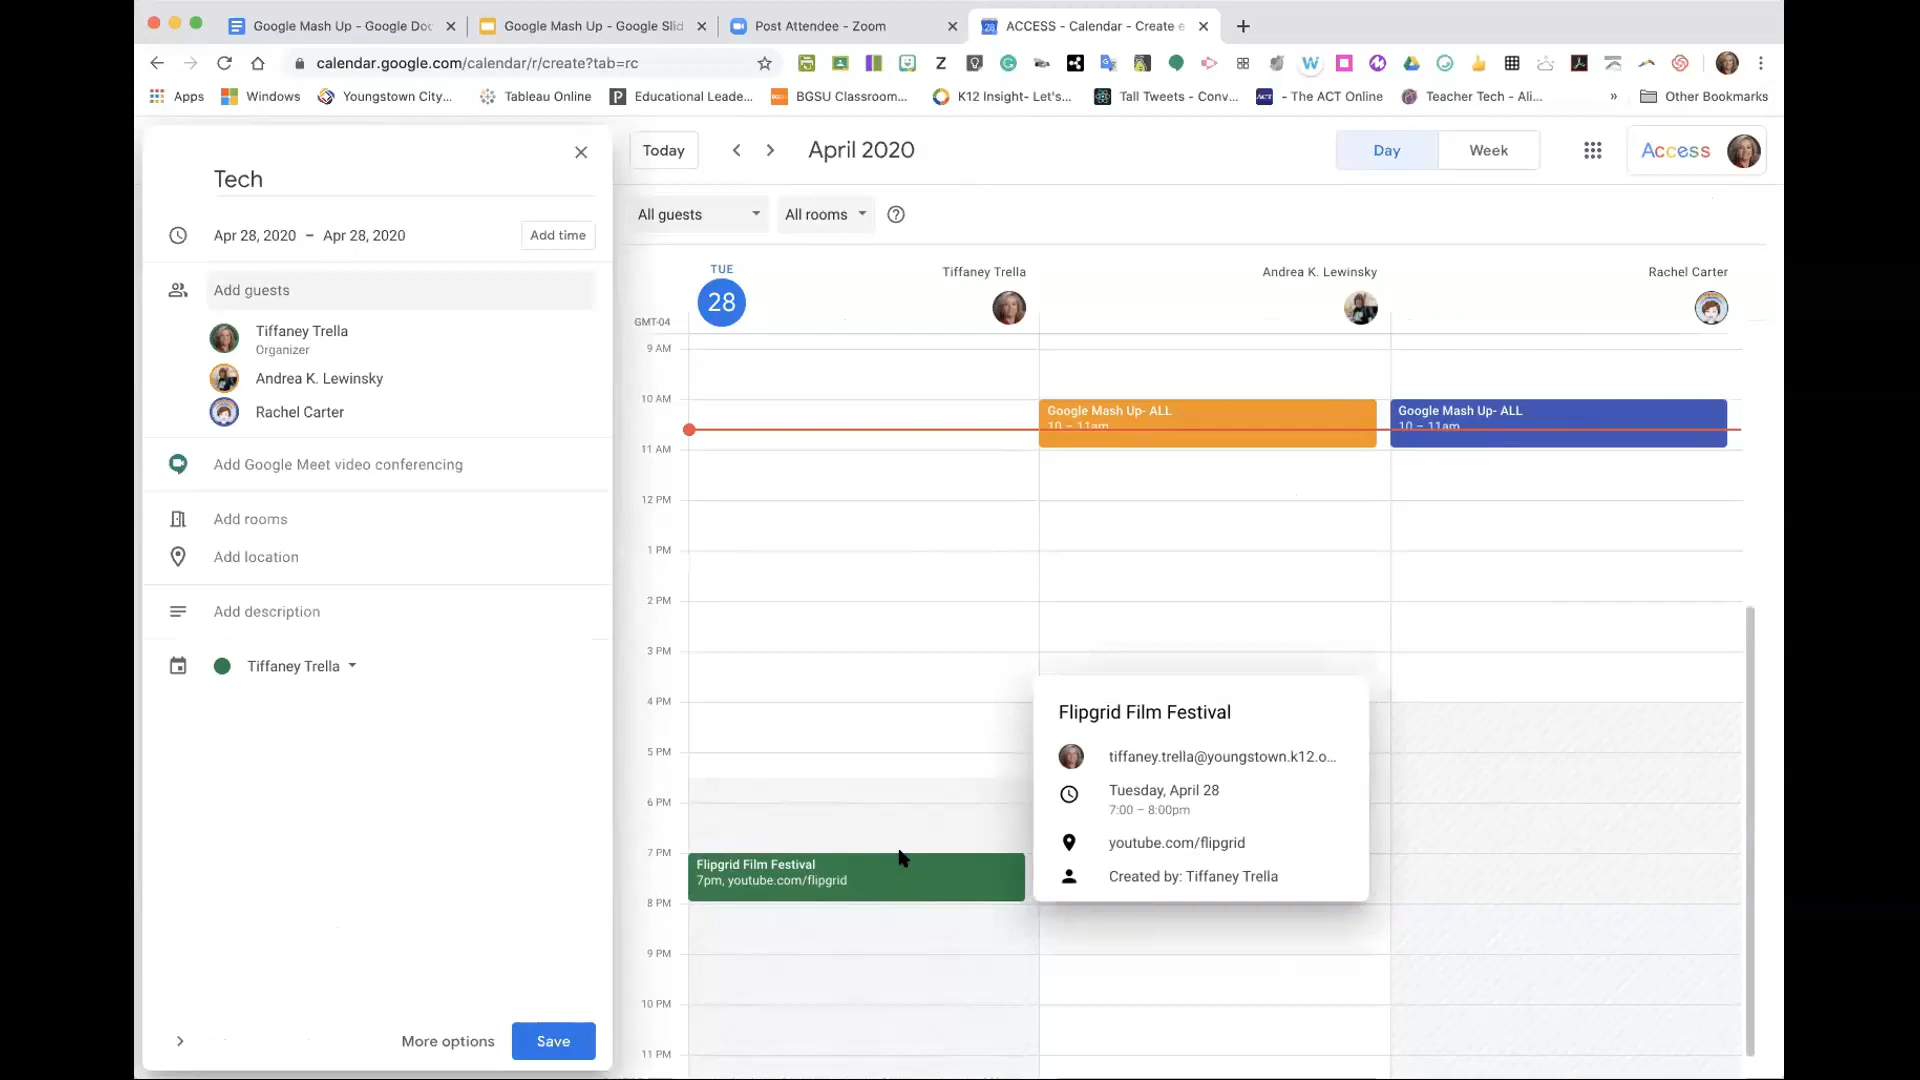 Google Mash Up - Google Doc
Google Mash Up - Google Slid
Post Attendee - Zoom
ACCESS - Calendar - Create e
calendar.google.com/calendar/r/create?tab=rc
Apps
Windows
Youngstown City...
Tableau Online
Educational Leade...
BGSU Classroom...
K12 Insight- Let's...
Tall Tweets - Conv...
- The ACT Online
Teacher Tech - Ali...
»
Other Bookmarks
Tech
Apr 28, 2020 – Apr 28, 2020
Add time
Add guests
Tiffaney Trella
Organizer
Andrea K. Lewinsky
Rachel Carter
Add Google Meet video conferencing
Add rooms
Add location
Add description
Tiffaney Trella
More options
Save
Today
April 2020
Day
Week
Access
All guests
All rooms
TUE
28
Tiffaney Trella
Andrea K. Lewinsky
Rachel Carter
GMT-04
9 AM
10 AM
11 AM
12 PM
1 PM
2 PM
3 PM
4 PM
5 PM
6 PM
7 PM
8 PM
9 PM
10 PM
11 PM
Google Mash Up- ALL
10 – 11am
Google Mash Up- ALL
10 – 11am
Flipgrid Film Festival
7pm, youtube.com/flipgrid
Flipgrid Film Festival
tiffaney.trella@youngstown.k12.o...
Tuesday, April 28
7:00 – 8:00pm
youtube.com/flipgrid
Created by: Tiffaney Trella